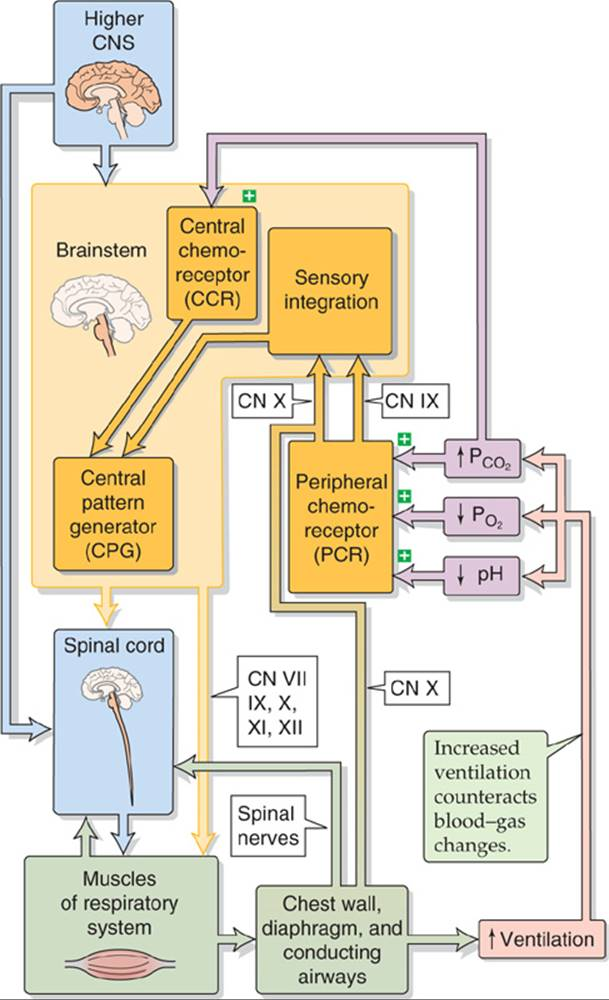 Higher
CNS
Brainstem
Central
chemo-
receptor
(CCR)
Sensory
integration
CN X
CN IX
Central
pattern
generator
(CPG)
Peripheral
chemo-
receptor
(PCR)
↑ PCO₂
↓ PO₂
↓ pH
Spinal cord
CN VII
IX, X,
XI, XII
CN X
Increased
ventilation
counteracts
blood–gas
changes.
Spinal
nerves
Muscles
of respiratory
system
Chest wall,
diaphragm, and
conducting
airways
↑ Ventilation